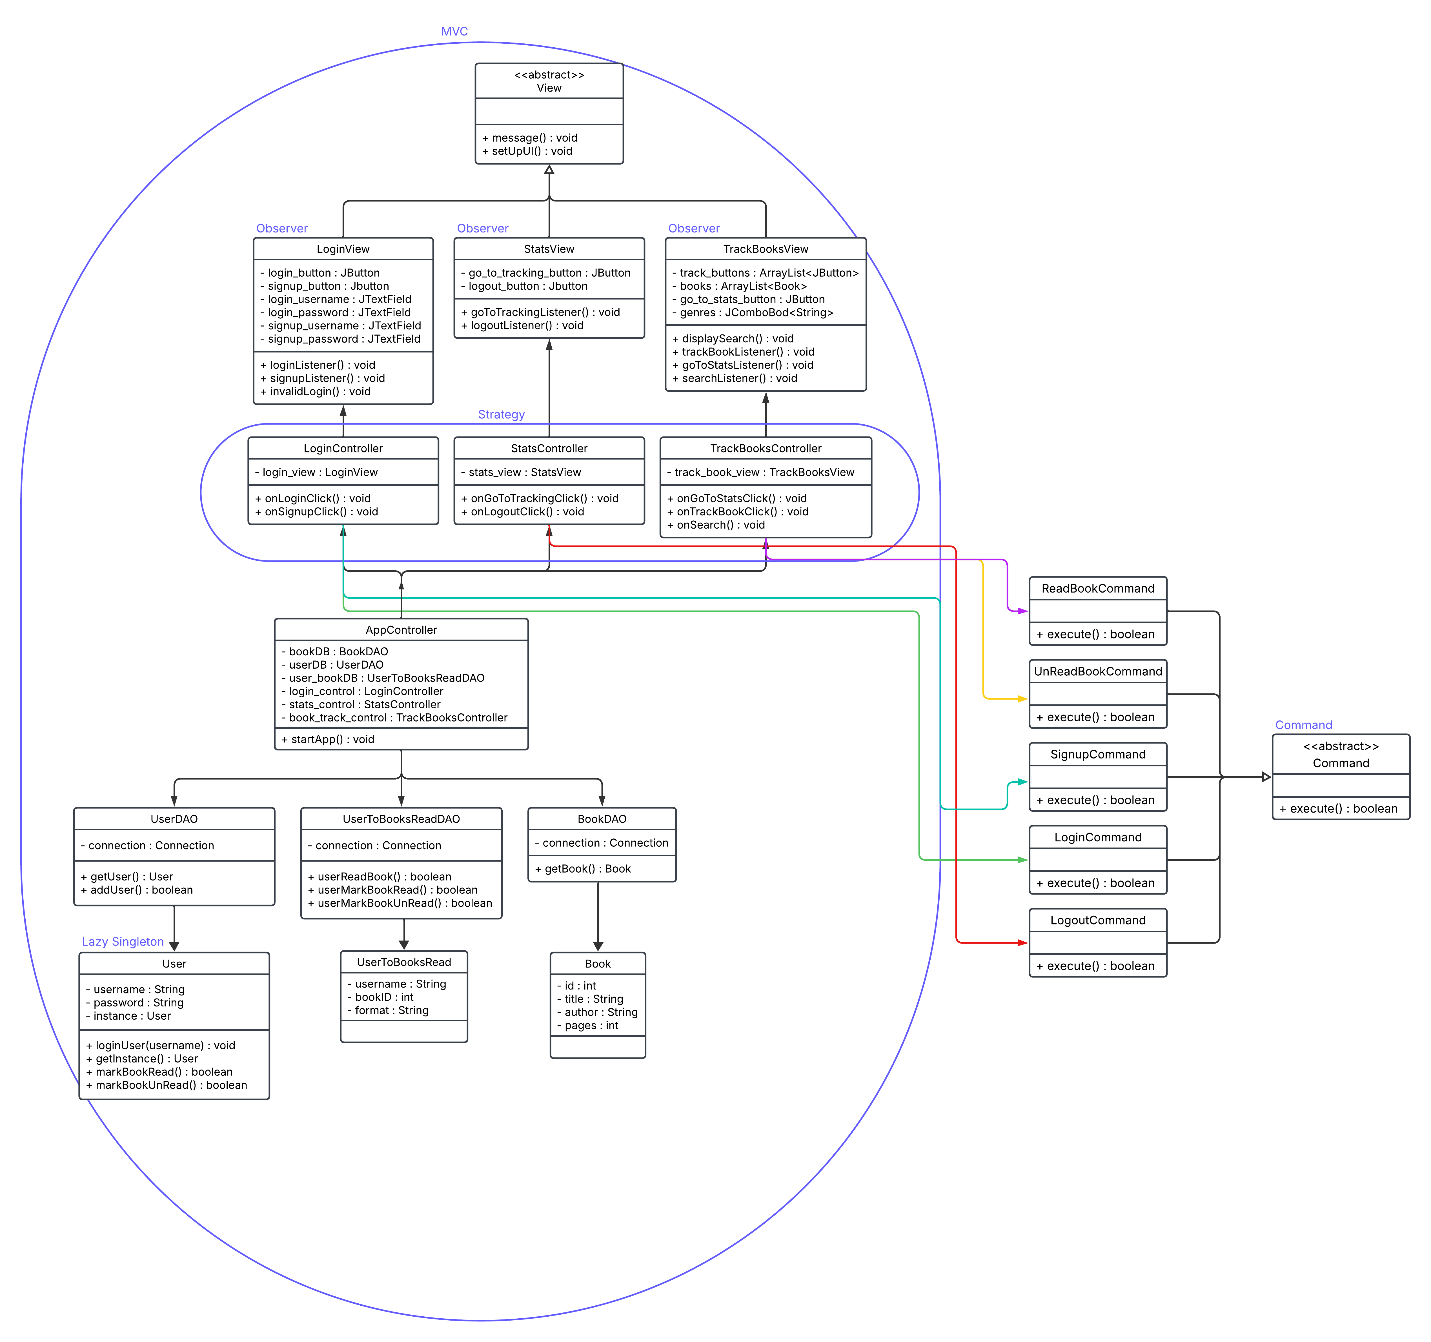 MVC
<<abstract>>
View
+ message() : void
+ setUpUI() : void
Observer
LoginView
- login_button : JButton
- signup_button : Jbutton
- login_username : JTextField
- login_password : JTextField
- signup_username : JTextField
- signup_password : JTextField
+ loginListener() : void
+ signupListener() : void
+ invalidLogin() : void
Observer
StatsView
- go_to_tracking_button : JButton
- logout_button : Jbutton
+ goToTrackingListener() : void
+ logoutListener() : void
Observer
TrackBooksView
- track_buttons : ArrayList<JButton>
- books : ArrayList<Book>
- go_to_stats_button : JButton
- genres : JComboBod<String>
+ displaySearch() : void
+ trackBookListener() : void
+ goToStatsListener() : void
+ searchListener() : void
Strategy
LoginController
- login_view : LoginView
+ onLoginClick() : void
+ onSignupClick() : void
StatsController
- stats_view : StatsView
+ onGoToTrackingClick() : void
+ onLogoutClick() : void
TrackBooksController
- track_book_view : TrackBooksView
+ onGoToStatsClick() : void
+ onTrackBookClick() : void
+ onSearch() : void
AppController
- bookDB : BookDAO
- userDB : UserDAO
- user_bookDB : UserToBooksReadDAO
- login_control : LoginController
- stats_control : StatsController
- book_track_control : TrackBooksController
+ startApp() : void
UserDAO
- connection : Connection
+ getUser() : User
+ addUser() : boolean
UserToBooksReadDAO
- connection : Connection
+ userReadBook() : boolean
+ userMarkBookRead() : boolean
+ userMarkBookUnRead() : boolean
BookDAO
- connection : Connection
+ getBook() : Book
Lazy Singleton
User
- username : String
- password : String
- instance : User
+ loginUser(username) : void
+ getInstance() : User
+ markBookRead() : boolean
+ markBookUnRead() : boolean
UserToBooksRead
- username : String
- bookID : int
- format : String
Book
- id : int
- title : String
- author : String
- pages : int
ReadBookCommand
+ execute() : boolean
UnReadBookCommand
+ execute() : boolean
SignupCommand
+ execute() : boolean
LoginCommand
+ execute() : boolean
LogoutCommand
+ execute() : boolean
Command
<<abstract>>
Command
+ execute() : boolean